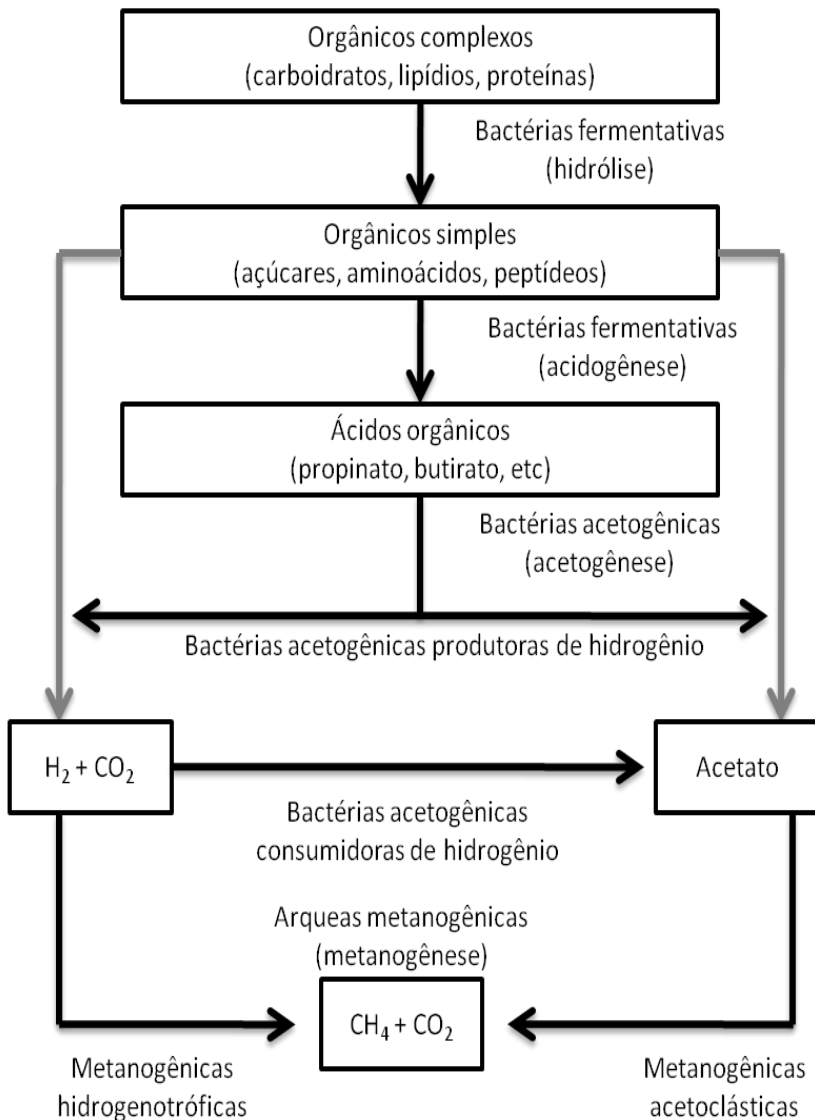 Orgânicos complexos
(carboidratos, lipídios, proteínas)
Bactérias fermentativas
(hidrólise)
Orgânicos simples
(açúcares, aminoácidos, peptídeos)
Bactérias fermentativas
(acidogênese)
Ácidos orgânicos
(propinato, butirato, etc)
Bactérias acetogênicas
(acetogênese)
Bactérias acetogênicas produtoras de hidrogênio
H₂ + CO₂
Acetato
Bactérias acetogênicas
consumidoras de hidrogênio
Arqueas metanogênicas
(metanogênese)
CH₄ + CO₂
Metanogênicas
hidrogenotróficas
Metanogênicas
acetoclásticas